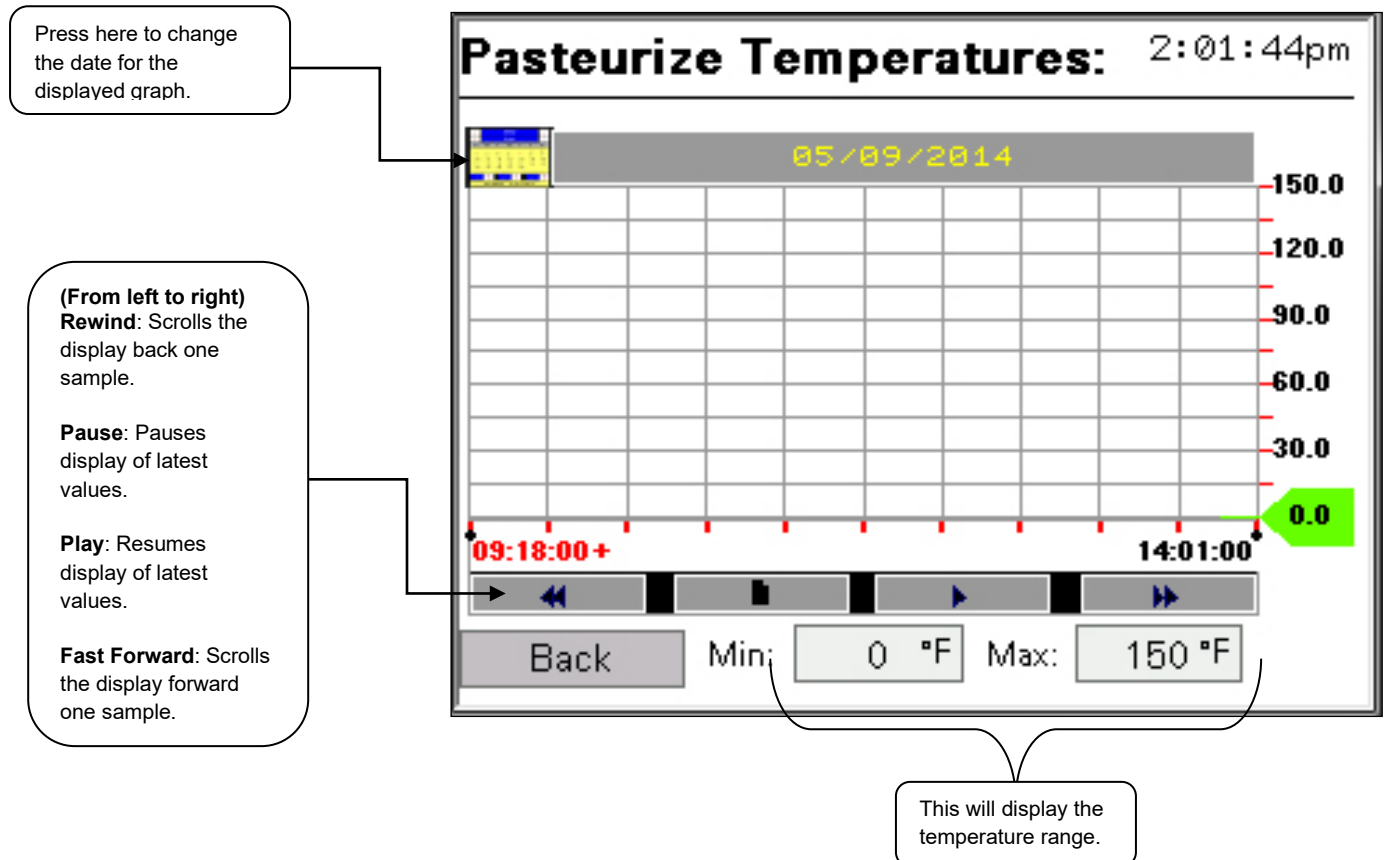 Press here to change
the date for the
displayed graph.
Pasteurize Temperatures: 2:01:44pm
05/09/2014
150.0
120.0
90.0
60.0
30.0
0.0
09:18:00+ 14:01:00
(From left to right)
Rewind: Scrolls the
display back one
sample.
Pause: Pauses
display of latest
values.
Play: Resumes
display of latest
values.
Fast Forward: Scrolls
the display forward
one sample.
Back Min: 0 °F Max: 150 °F
This will display the
temperature range.